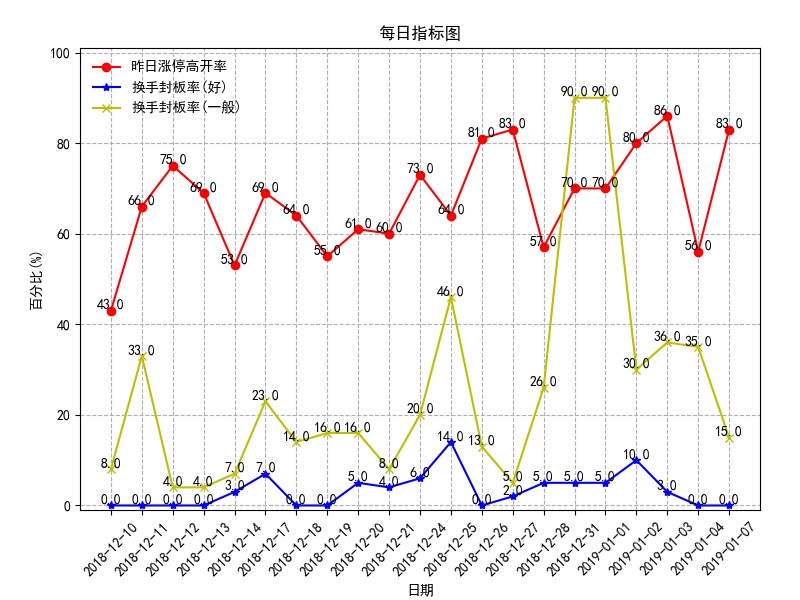 每日指标图
昨日涨停高开率
换手封板率(好)
换手封板率(一般)
百分比(%)
100
80
60
40
20
0
43.0 66.0 75.0 69.0 53.0 69.0 64.0 55.0 61.0 60.0 73.0 64.0 81.0 83.0 57.0 70.0 70.0 80.0 86.0 56.0 83.0
8.0 33.0 4.0 4.0 7.0 23.0 14.0 16.0 16.0 8.0 20.0 46.0 13.0 5.0 26.0 90.0 90.0 30.0 36.0 35.0 15.0
0.0 0.0 0.0 0.0 3.0 7.0 0.0 0.0 5.0 4.0 6.0 14.0 0.0 2.0 5.0 5.0 5.0 10.0 3.0 0.0 0.0
2018-12-10 2018-12-11 2018-12-12 2018-12-13 2018-12-14 2018-12-17 2018-12-18 2018-12-19 2018-12-20 2018-12-21 2018-12-24 2018-12-25 2018-12-26 2018-12-27 2018-12-28 2018-12-31 2019-01-01 2019-01-02 2019-01-03 2019-01-04 2019-01-07
日期